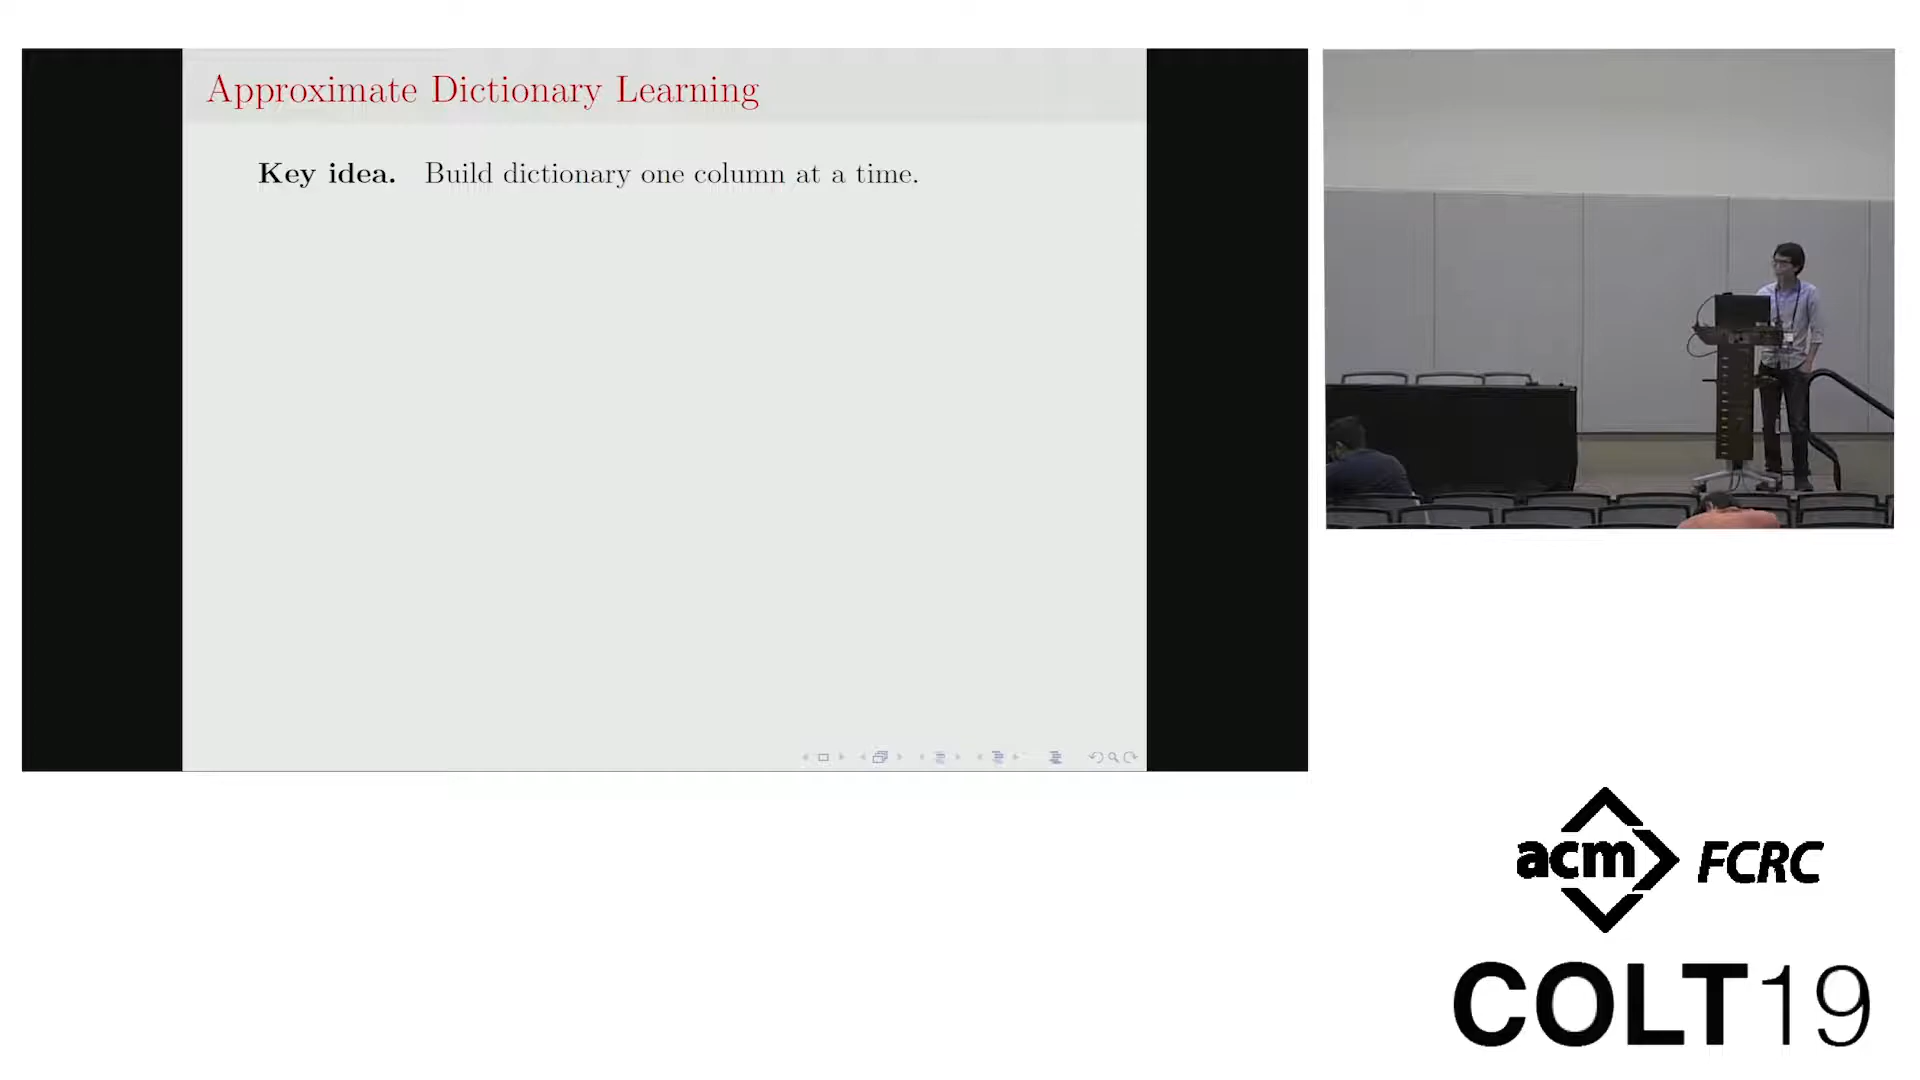 Approximate Dictionary Learning
Key idea. Build dictionary one column at a time.
acm FCRC
COLT19